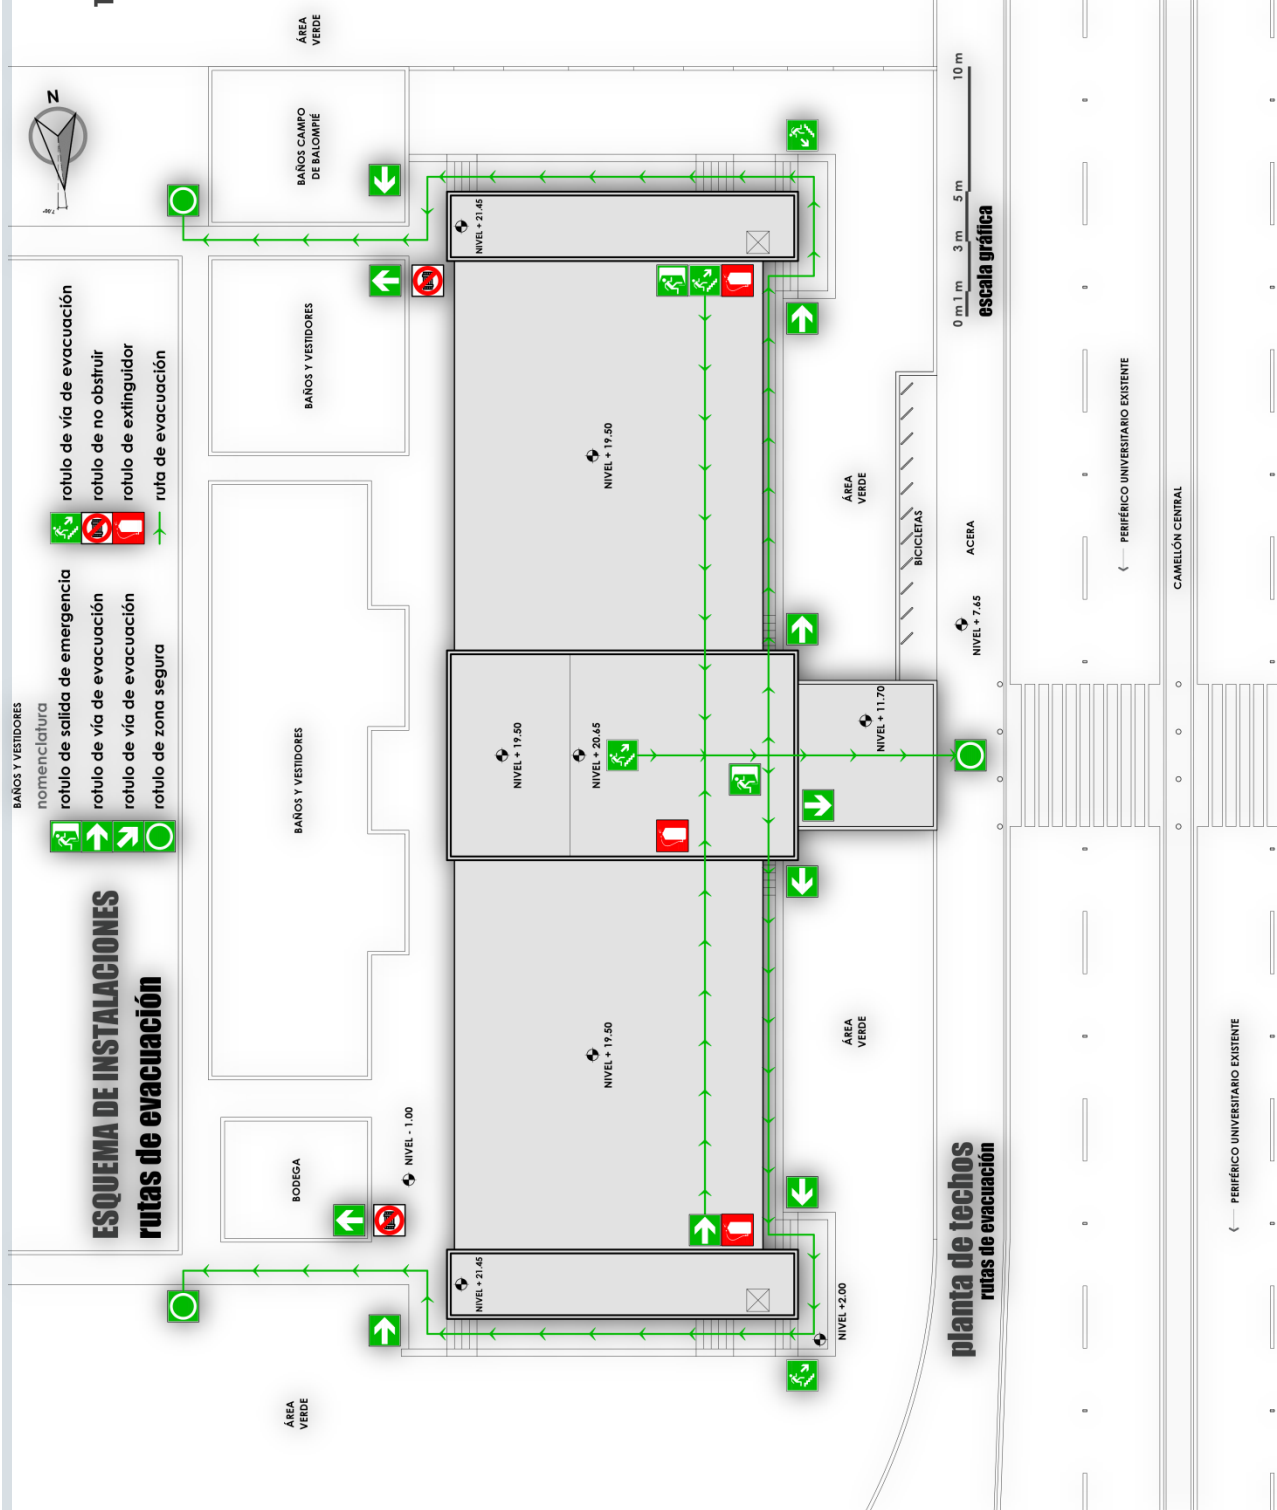 ESQUEMA DE INSTALACIONES
rutas de evacuación
BAÑOS Y VESTIDORES
nomenclatura
rotulo de salida de emergencia
rotulo de vía de evacuación
rotulo de vía de evacuación
rotulo de zona segura
rotulo de vía de evacuación
rotulo de no obstruir
rotulo de extinguidor
ruta de evacuación
N
7.00°
ÁREA
VERDE
BODEGA
BAÑOS Y VESTIDORES
BAÑOS Y VESTIDORES
BAÑOS CAMPO
DE BALOMPIÉ
ÁREA
VERDE
NIVEL - 1.00
NIVEL + 21.45
NIVEL + 19.50
NIVEL + 19.50
NIVEL + 20.65
NIVEL + 19.50
NIVEL + 21.45
NIVEL +2.00
ÁREA
VERDE
NIVEL + 11.70
ÁREA
VERDE
BICICLETAS
ACERA
NIVEL + 7.65
planta de techos
rutas de evacuación
0 m 1 m 3 m 5 m 10 m
escala gráfica
PERIFÉRICO UNIVERSITARIO EXISTENTE
CAMELLÓN CENTRAL
PERIFÉRICO UNIVERSITARIO EXISTENTE